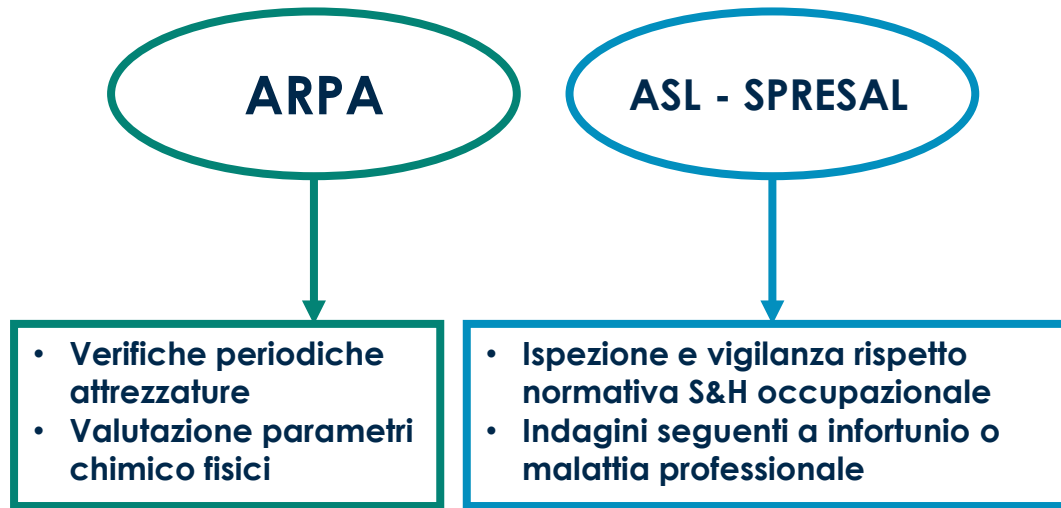 ARPA
ASL - SPRESAL
• Verifiche periodiche
attrezzature
• Valutazione parametri
chimico fisici
• Ispezione e vigilanza rispetto
normativa S&H occupazionale
• Indagini seguenti a infortunio o
malattia professionale